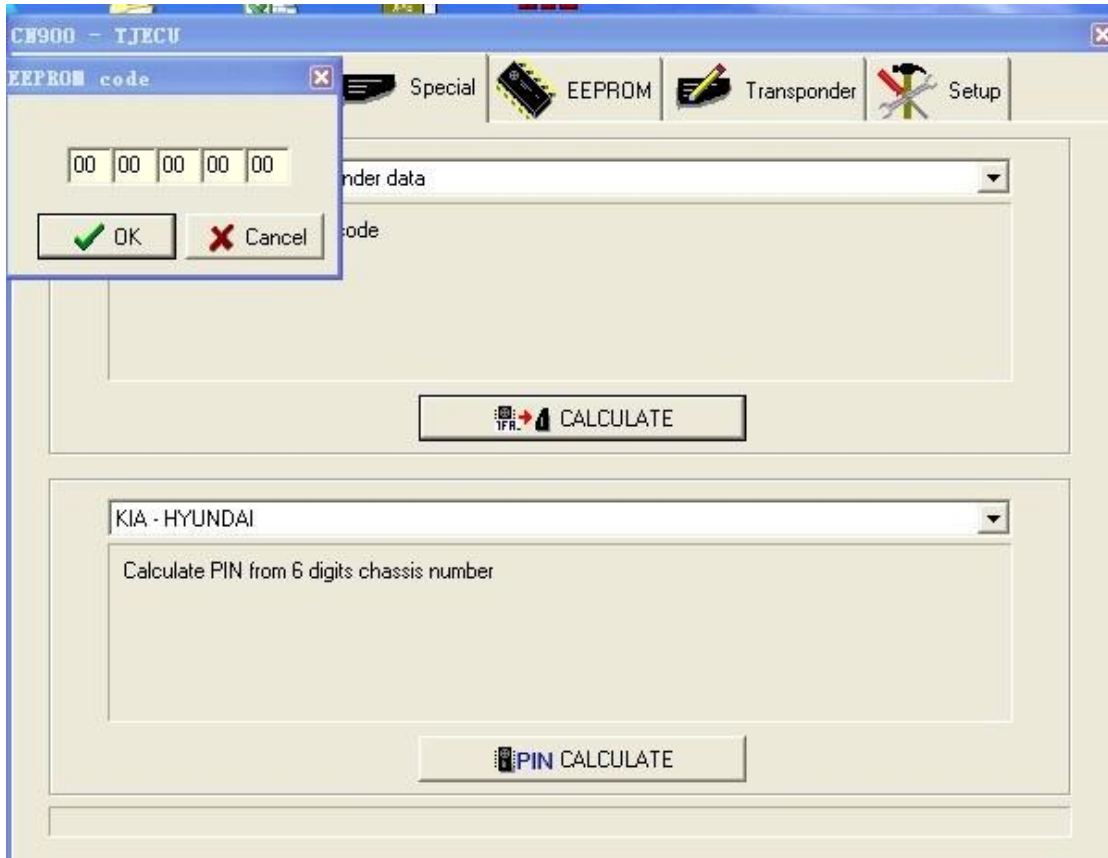 CN900 - TJECU
EEPROM code
Special
EEPROM
Transponder
Setup
00 00 00 00 00
nder data
OK
Cancel
code
CALCULATE
KIA - HYUNDAI
Calculate PIN from 6 digits chassis number
PIN CALCULATE